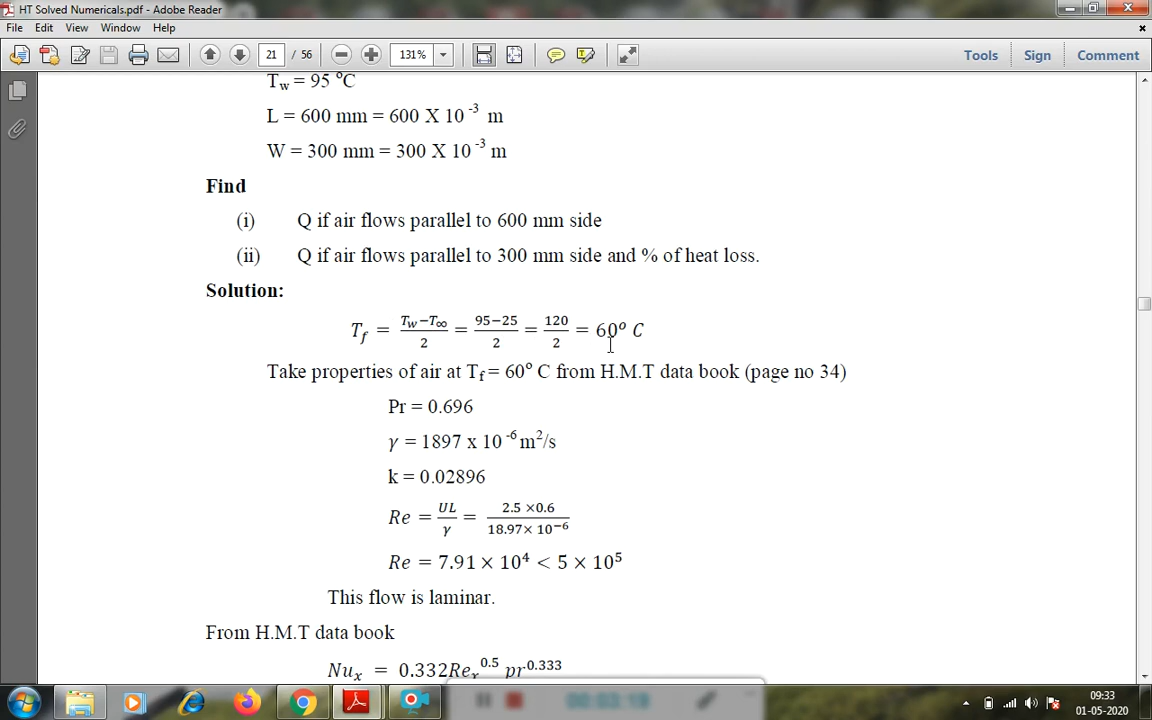 HT Solved Numericals.pdf - Adobe Reader
File Edit View Window Help
21 / 56 131% Tools Sign Comment
T_w = 95 °C
L = 600 mm = 600 X 10 ⁻³ m
W = 300 mm = 300 X 10 ⁻³ m
Find
(i) Q if air flows parallel to 600 mm side
(ii) Q if air flows parallel to 300 mm side and % of heat loss.
Solution:
T_f = (T_w−T_∞)/2 = (95−25)/2 = 120/2 = 60° C
Take properties of air at T_f = 60° C from H.M.T data book (page no 34)
Pr = 0.696
γ = 1897 x 10 ⁻⁶ m²/s
k = 0.02896
Re = UL/γ = (2.5 ×0.6)/(18.97× 10⁻⁶)
Re = 7.91 × 10⁴ < 5 × 10⁵
This flow is laminar.
From H.M.T data book
Nu_x = 0.332Re_x^0.5 pr^0.333
00:02:19
09:33
01-05-2020